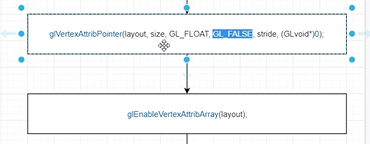 glVertexAttribPointer(layout, size, GL_FLOAT, GL_FALSE, stride, (GLvoid*)0);
glEnableVertexAttribArray(layout);